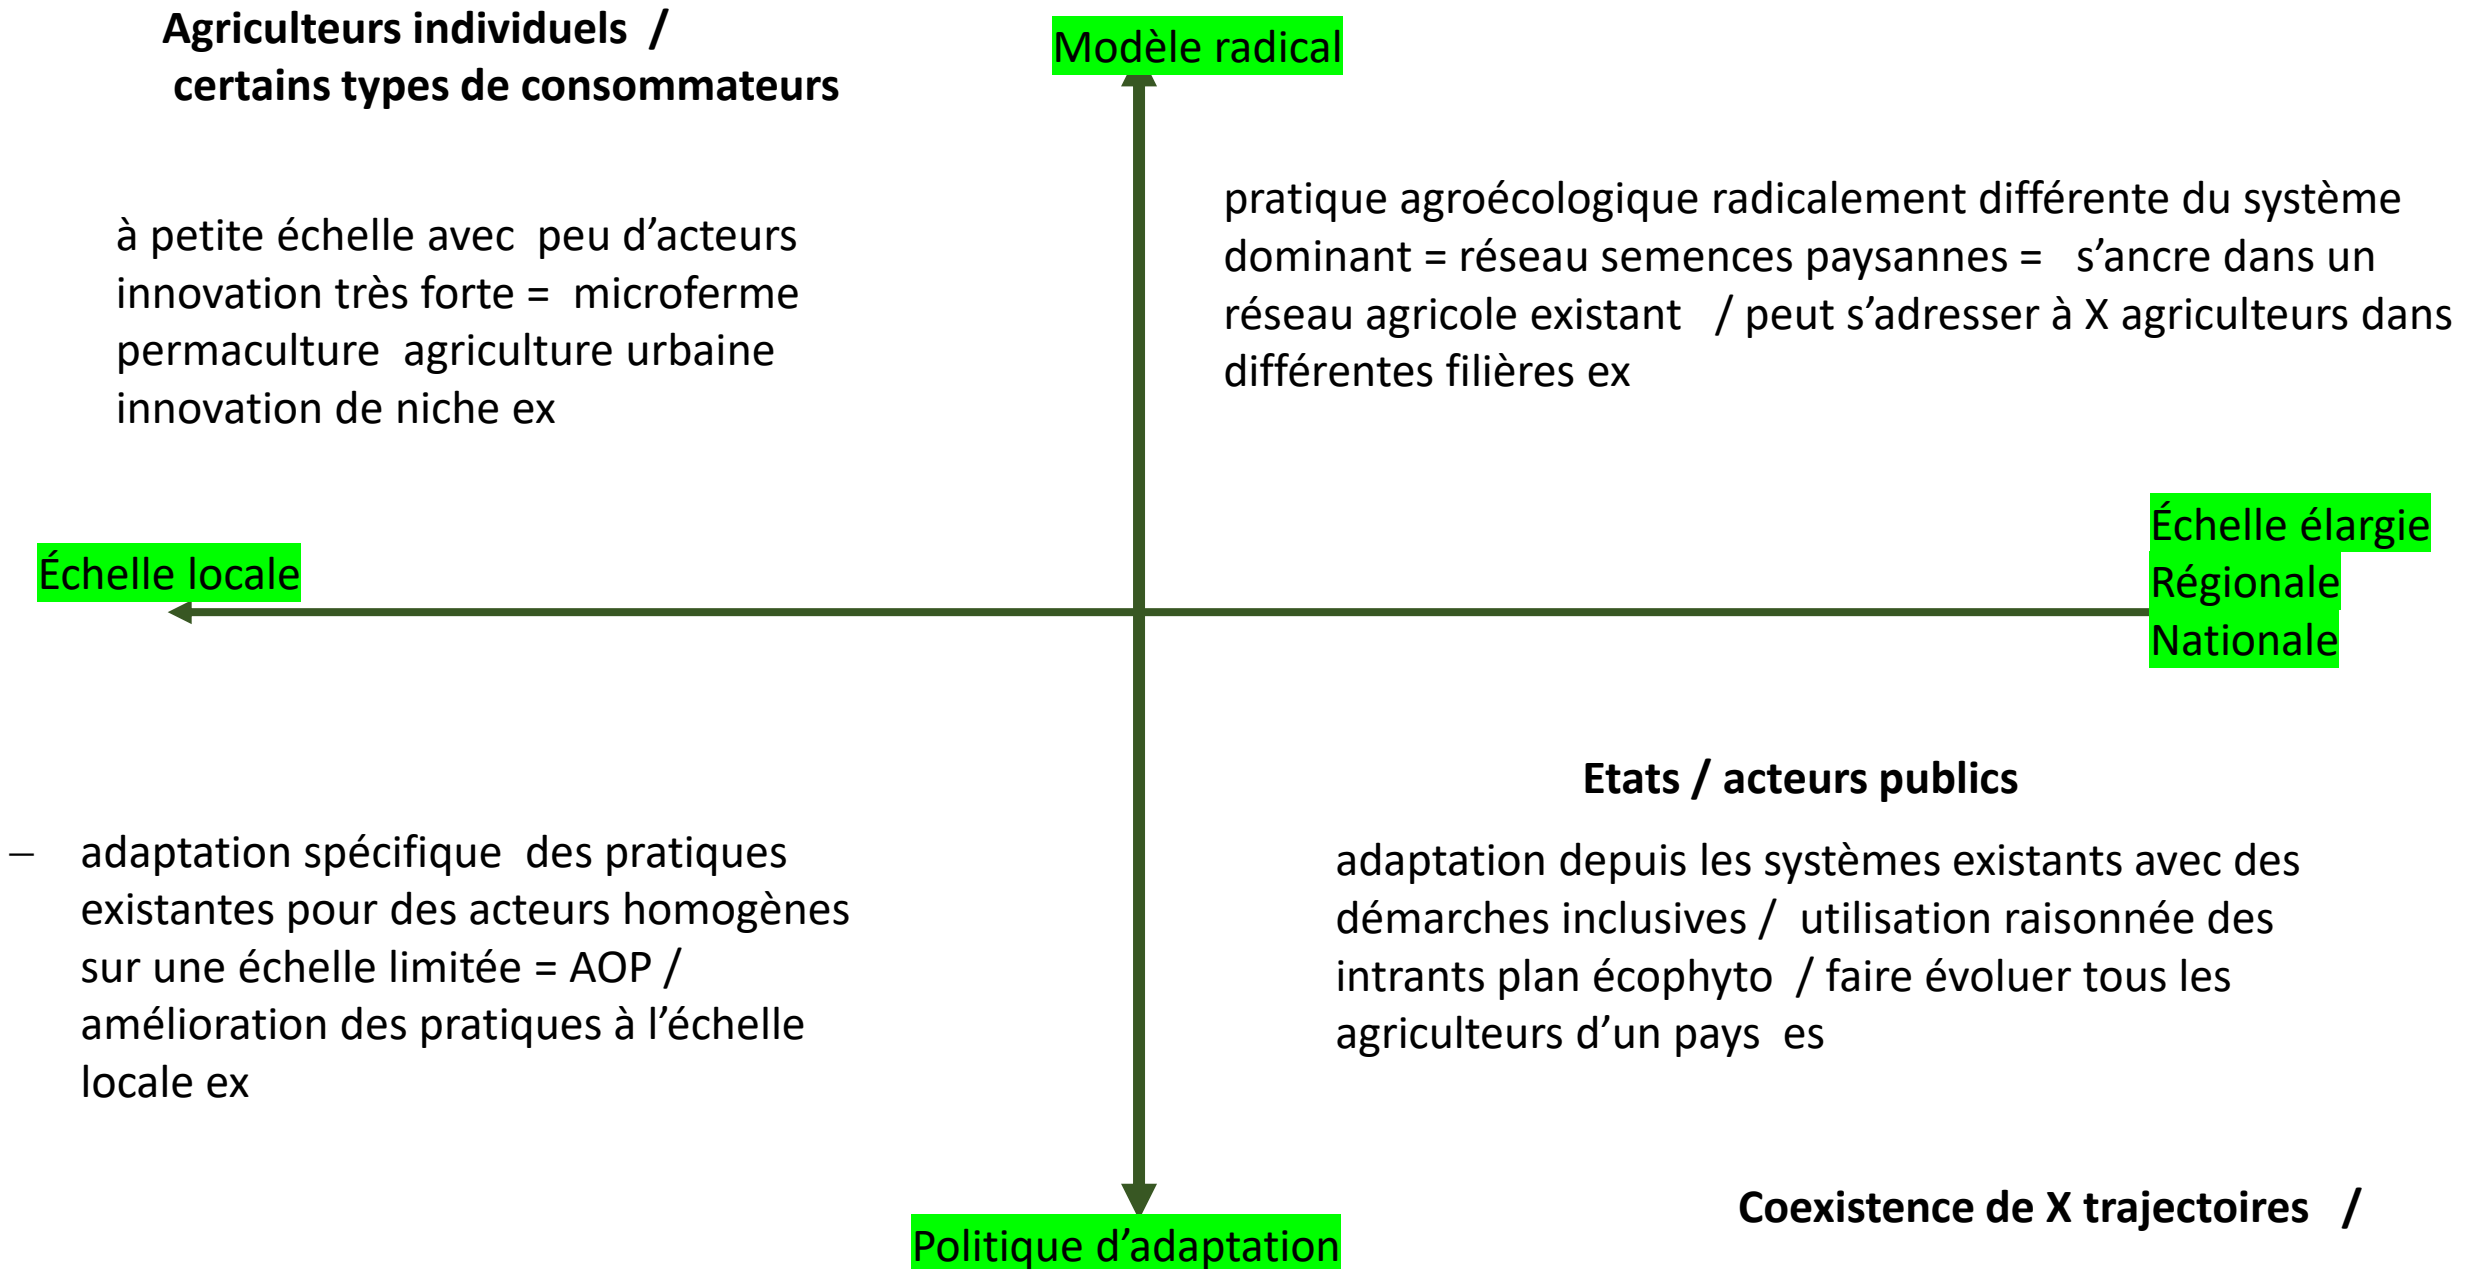 Agriculteurs individuels /
certains types de consommateurs
Modèle radical
à petite échelle avec peu d’acteurs
innovation très forte = microferme
permaculture agriculture urbaine
innovation de niche ex
pratique agroécologique radicalement différente du système
dominant = réseau semences paysannes = s’ancre dans un
réseau agricole existant / peut s’adresser à X agriculteurs dans
différentes filières ex
Échelle locale
Échelle élargie
Régionale
Nationale
– adaptation spécifique des pratiques
existantes pour des acteurs homogènes
sur une échelle limitée = AOP /
amélioration des pratiques à l’échelle
locale ex
Etats / acteurs publics
adaptation depuis les systèmes existants avec des
démarches inclusives / utilisation raisonnée des
intrants plan écophyto / faire évoluer tous les
agriculteurs d’un pays es
Coexistence de X trajectoires /
Politique d’adaptation